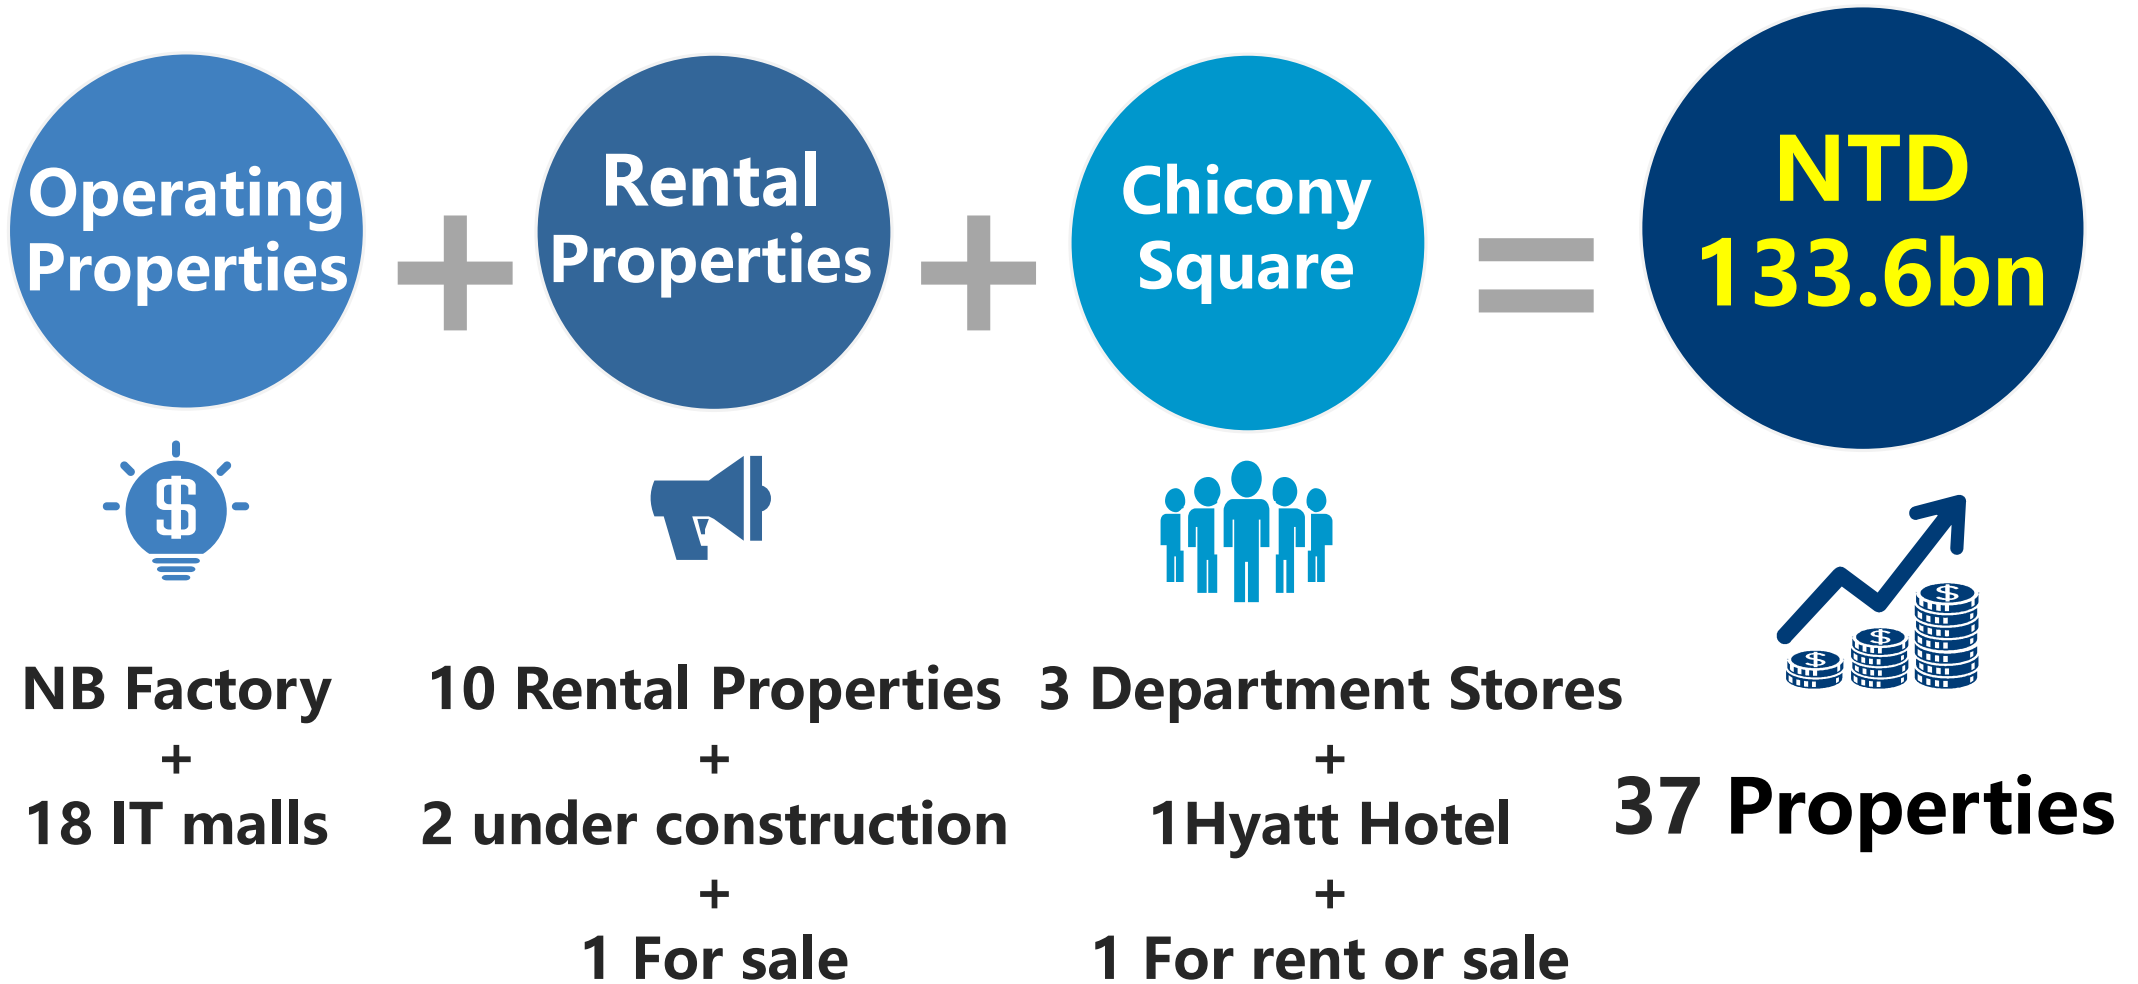 Operating
Properties
+
Rental
Properties
+
Chicony
Square
=
NTD
133.6bn
NB Factory
+
18 IT malls
10 Rental Properties
+
2 under construction
+
1 For sale
3 Department Stores
+
1Hyatt Hotel
+
1 For rent or sale
37 Properties